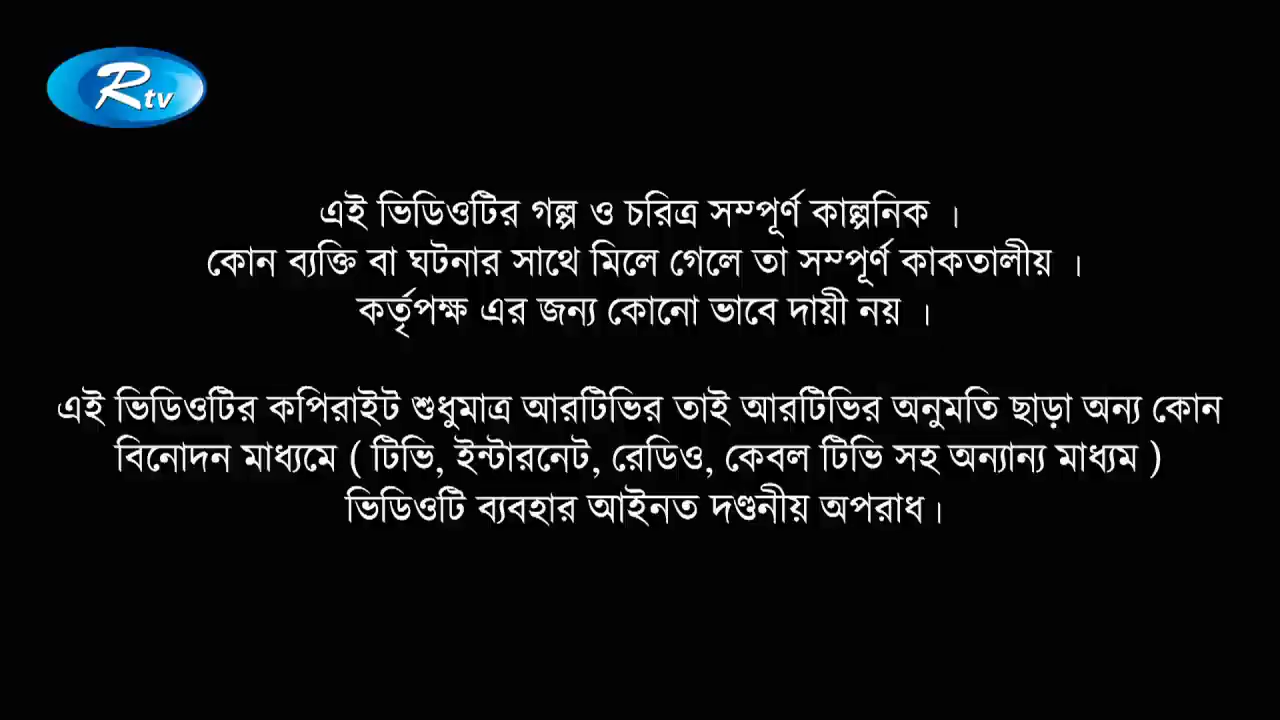 Rtv
এই ভিডিওটির গল্প ও চরিত্র সম্পূর্ণ কাল্পনিক ।
কোন ব্যক্তি বা ঘটনার সাথে মিলে গেলে তা সম্পূর্ণ কাকতালীয় ।
কর্তৃপক্ষ এর জন্য কোনো ভাবে দায়ী নয় ।
এই ভিডিওটির কপিরাইট শুধুমাত্র আরটিভির তাই আরটিভির অনুমতি ছাড়া অন্য কোন
বিনোদন মাধ্যমে ( টিভি, ইন্টারনেট, রেডিও, কেবল টিভি সহ অন্যান্য মাধ্যম )
ভিডিওটি ব্যবহার আইনত দণ্ডনীয় অপরাধ।